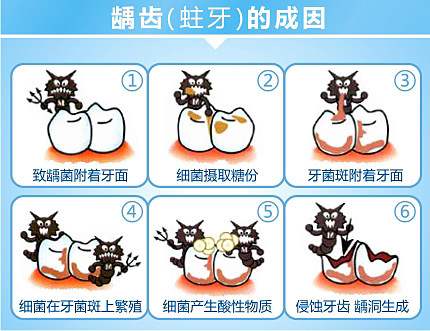 龋齿(蛀牙)的成因
①
致龋菌附着牙面
②
细菌摄取糖份
③
牙菌斑附着牙面
④
细菌在牙菌斑上繁殖
⑤
细菌产生酸性物质
⑥
侵蚀牙齿 龋洞生成